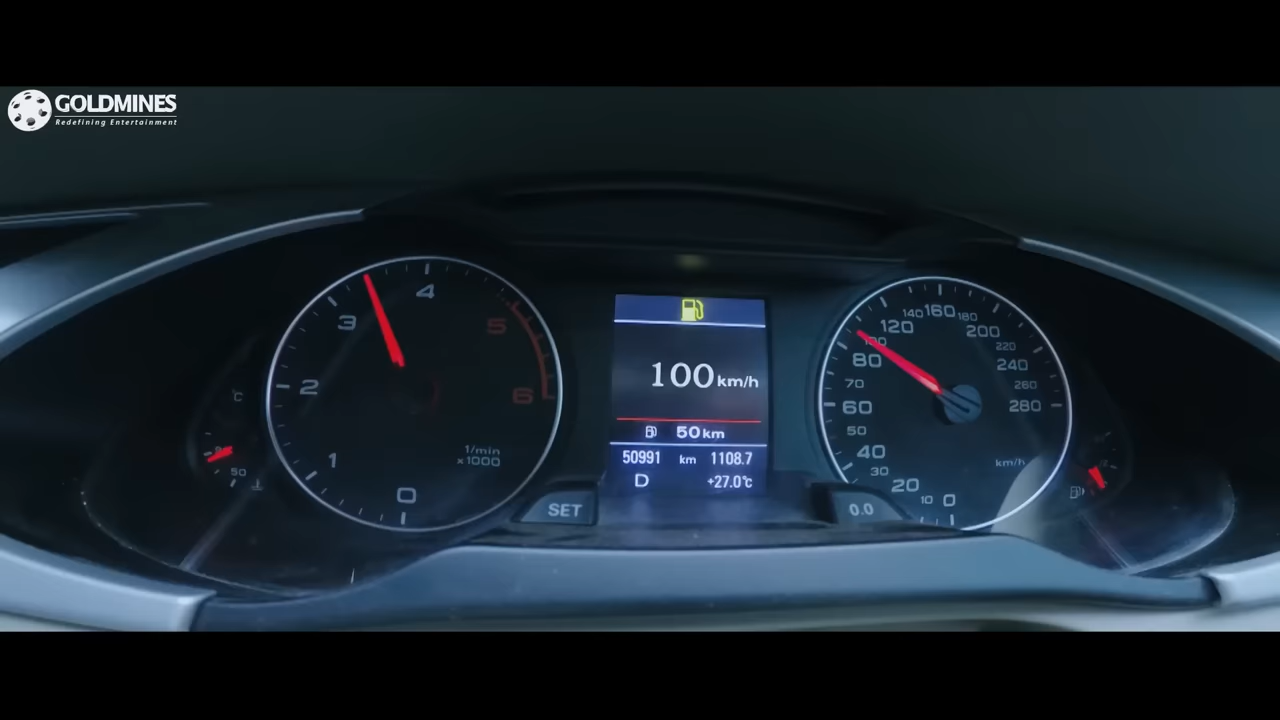 GOLDMINES
Redefining Entertainment
1 2 3 4 5 6 0
1/min
x1000
°C
50
100 km/h
50 km
50991 km 1108.7
D +27.0°C
SET
0.0
0 10 20 30 40 50 60 70 80 100 120 140 160 180 200 220 240 260 280
km/h